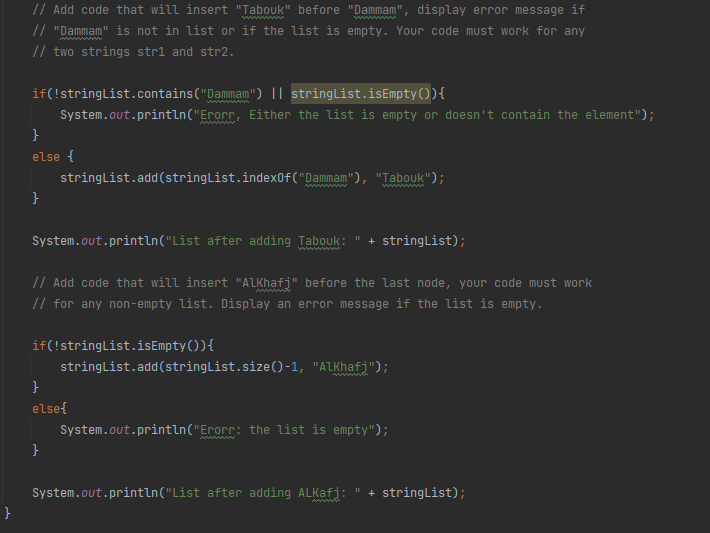 // Add code that will insert "Tabouk" before "Dammam", display error message if
// "Dammam" is not in list or if the list is empty. Your code must work for any
// two strings str1 and str2.
if(!stringList.contains("Dammam") || stringList.isEmpty()){
System.out.println("Erorr, Either the list is empty or doesn't contain the element");
}
else {
stringList.add(stringList.indexOf("Dammam"), "Tabouk");
}
System.out.println("List after adding Tabouk: " + stringList);
// Add code that will insert "AlKhafj" before the last node, your code must work
// for any non-empty list. Display an error message if the list is empty.
if(!stringList.isEmpty()){
stringList.add(stringList.size()-1, "AlKhafj");
}
else{
System.out.println("Erorr: the list is empty");
}
System.out.println("List after adding ALKafj: " + stringList);
}